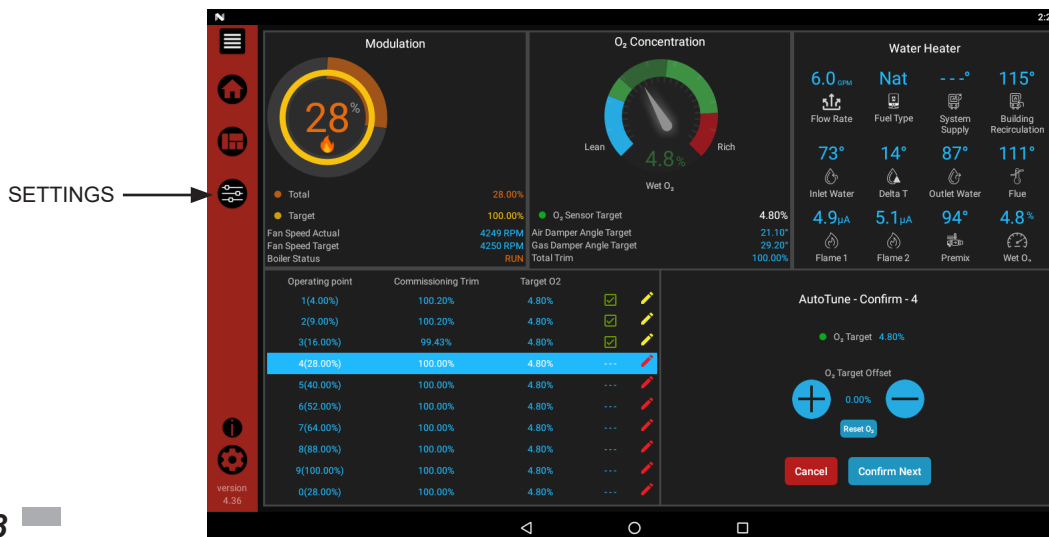 N
2:2
Modulation
O₂ Concentration
Water Heater
28%
Lean
Rich
4.8%
Wet O₂
Total 28.00%
Target 100.00%
Fan Speed Actual 4249 RPM
Fan Speed Target 4250 RPM
Boiler Status RUN
O₂ Sensor Target 4.80%
Air Damper Angle Target 21.10°
Gas Damper Angle Target 29.20°
Total Trim 100.00%
6.0 GPM Nat ---° 115°
Flow Rate Fuel Type System Supply Building Recirculation
73° 14° 87° 111°
Inlet Water Delta T Outlet Water Flue
4.9µA 5.1µA 94° 4.8%
Flame 1 Flame 2 Premix Wet O₂
SETTINGS
Operating point Commissioning Trim Target O2
1(4.00%) 100.20% 4.80%
2(9.00%) 100.20% 4.80%
3(16.00%) 99.43% 4.80%
4(28.00%) 100.00% 4.80% ---
5(40.00%) 100.00% 4.80% ---
6(52.00%) 100.00% 4.80% ---
7(64.00%) 100.00% 4.80% ---
8(88.00%) 100.00% 4.80% ---
9(100.00%) 100.00% 4.80% ---
0(28.00%) 100.00% 4.80% ---
AutoTune - Confirm - 4
O₂ Target 4.80%
O₂ Target Offset
0.00%
Reset O₂
Cancel
Confirm Next
version
4.36